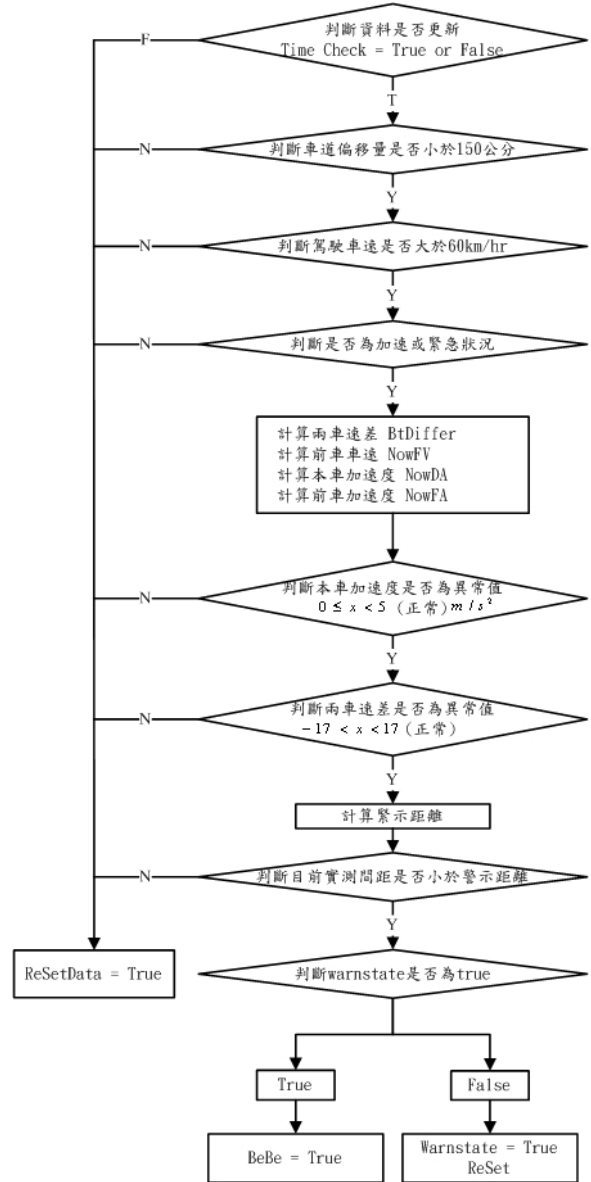 判斷資料是否更新
Time Check = True or False
F
T
判斷車道偏移量是否小於150公分
N
Y
判斷駕駛車速是否大於60km/hr
N
Y
判斷是否為加速或緊急狀況
N
Y
計算兩車速差 BtDiffer
計算前車車速 NowFV
計算本車加速度 NowDA
計算前車加速度 NowFA
判斷本車加速度是否為異常值
0 ≤ x < 5 (正常) m / s²
N
Y
判斷兩車速差是否為異常值
-17 < x < 17 (正常)
N
Y
計算警示距離
判斷目前實測間距是否小於警示距離
N
Y
ReSetData = True
判斷warnstate是否為true
True
False
BeBe = True
Warnstate = True
ReSet